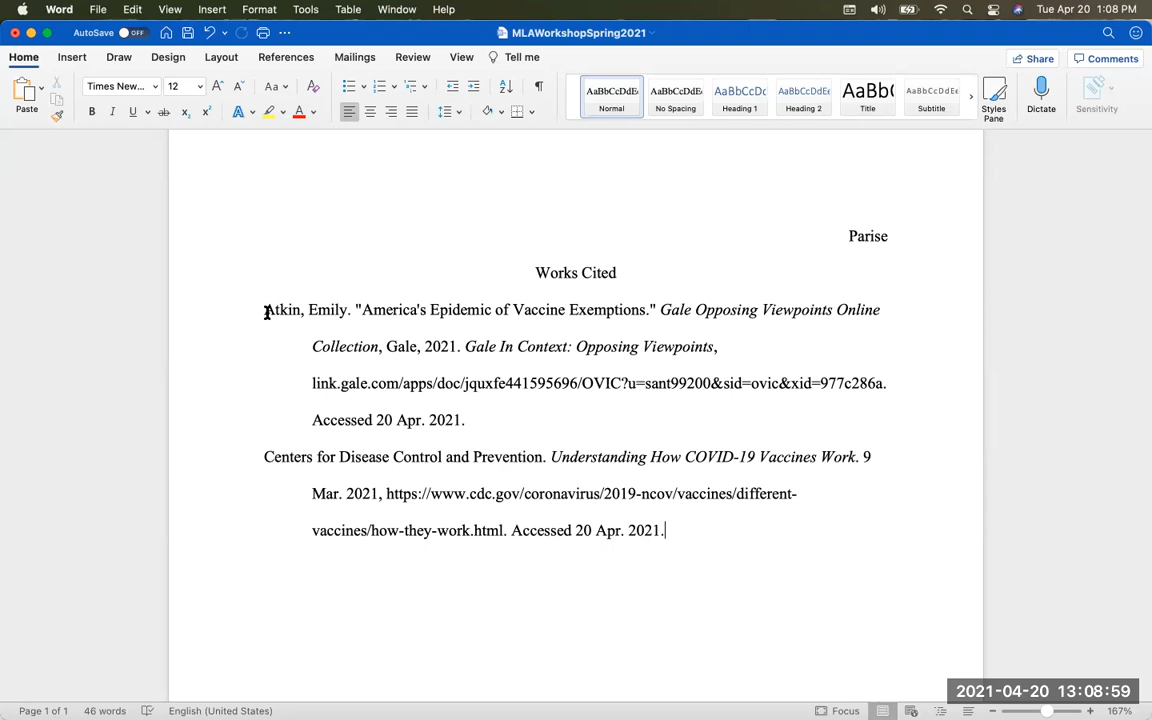 Word File Edit View Insert Format Tools Table Window Help Tue Apr 20 1:08 PM
AutoSave OFF MLAWorkshopSpring2021
Home Insert Draw Design Layout References Mailings Review View Tell me Share Comments
Times New... 12 Aa
Paste
B I U ab x₂ x² A A
AaBbCcDdEe AaBbCcDdEe AaBbCcDc AaBbCcDdEe AaBbC AaBbCcDdEe
Normal No Spacing Heading 1 Heading 2 Title Subtitle Styles Pane Dictate Sensitivity
Parise
Works Cited
Atkin, Emily. "America's Epidemic of Vaccine Exemptions." Gale Opposing Viewpoints Online
Collection, Gale, 2021. Gale In Context: Opposing Viewpoints,
link.gale.com/apps/doc/jquxfe441595696/OVIC?u=sant99200&sid=ovic&xid=977c286a.
Accessed 20 Apr. 2021.
Centers for Disease Control and Prevention. Understanding How COVID-19 Vaccines Work. 9
Mar. 2021, https://www.cdc.gov/coronavirus/2019-ncov/vaccines/different-
vaccines/how-they-work.html. Accessed 20 Apr. 2021.
2021-04-20 13:08:59
Page 1 of 1 46 words English (United States) Focus 167%